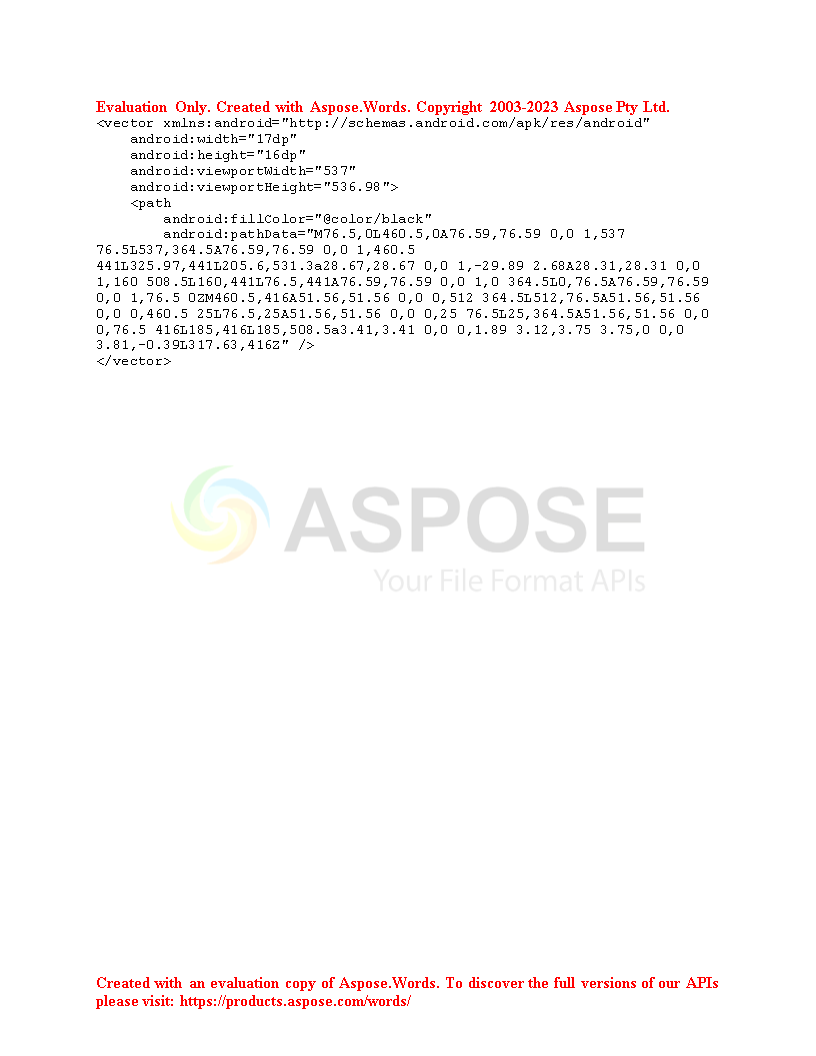 Evaluation Only. Created with Aspose.Words. Copyright 2003-2023 Aspose Pty Ltd.
<vector xmlns:android="http://schemas.android.com/apk/res/android"
    android:width="17dp"
    android:height="16dp"
    android:viewportWidth="537"
    android:viewportHeight="536.98">
    <path
        android:fillColor="@color/black"
        android:pathData="M76.5,0L460.5,0A76.59,76.59 0,0 1,537
76.5L537,364.5A76.59,76.59 0,0 1,460.5
441L325.97,441L205.6,531.3a28.67,28.67 0,0 1,-29.89 2.68A28.31,28.31 0,0
1,160 508.5L160,441L76.5,441A76.59,76.59 0,0 1,0 364.5L0,76.5A76.59,76.59
0,0 1,76.5 0ZM460.5,416A51.56,51.56 0,0 0,512 364.5L512,76.5A51.56,51.56
0,0 0,460.5 25L76.5,25A51.56,51.56 0,0 0,25 76.5L25,364.5A51.56,51.56 0,0
0,76.5 416L185,416L185,508.5a3.41,3.41 0,0 0,1.89 3.12,3.75 3.75,0 0,0
3.81,-0.39L317.63,416Z" />
</vector>
ASPOSE
Your File Format APIs
Created with an evaluation copy of Aspose.Words. To discover the full versions of our APIs
please visit: https://products.aspose.com/words/